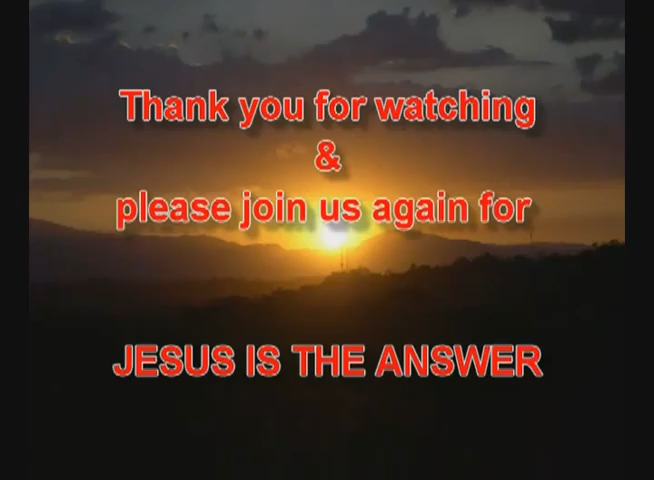 Thank you for watching
&
please join us again for
JESUS IS THE ANSWER